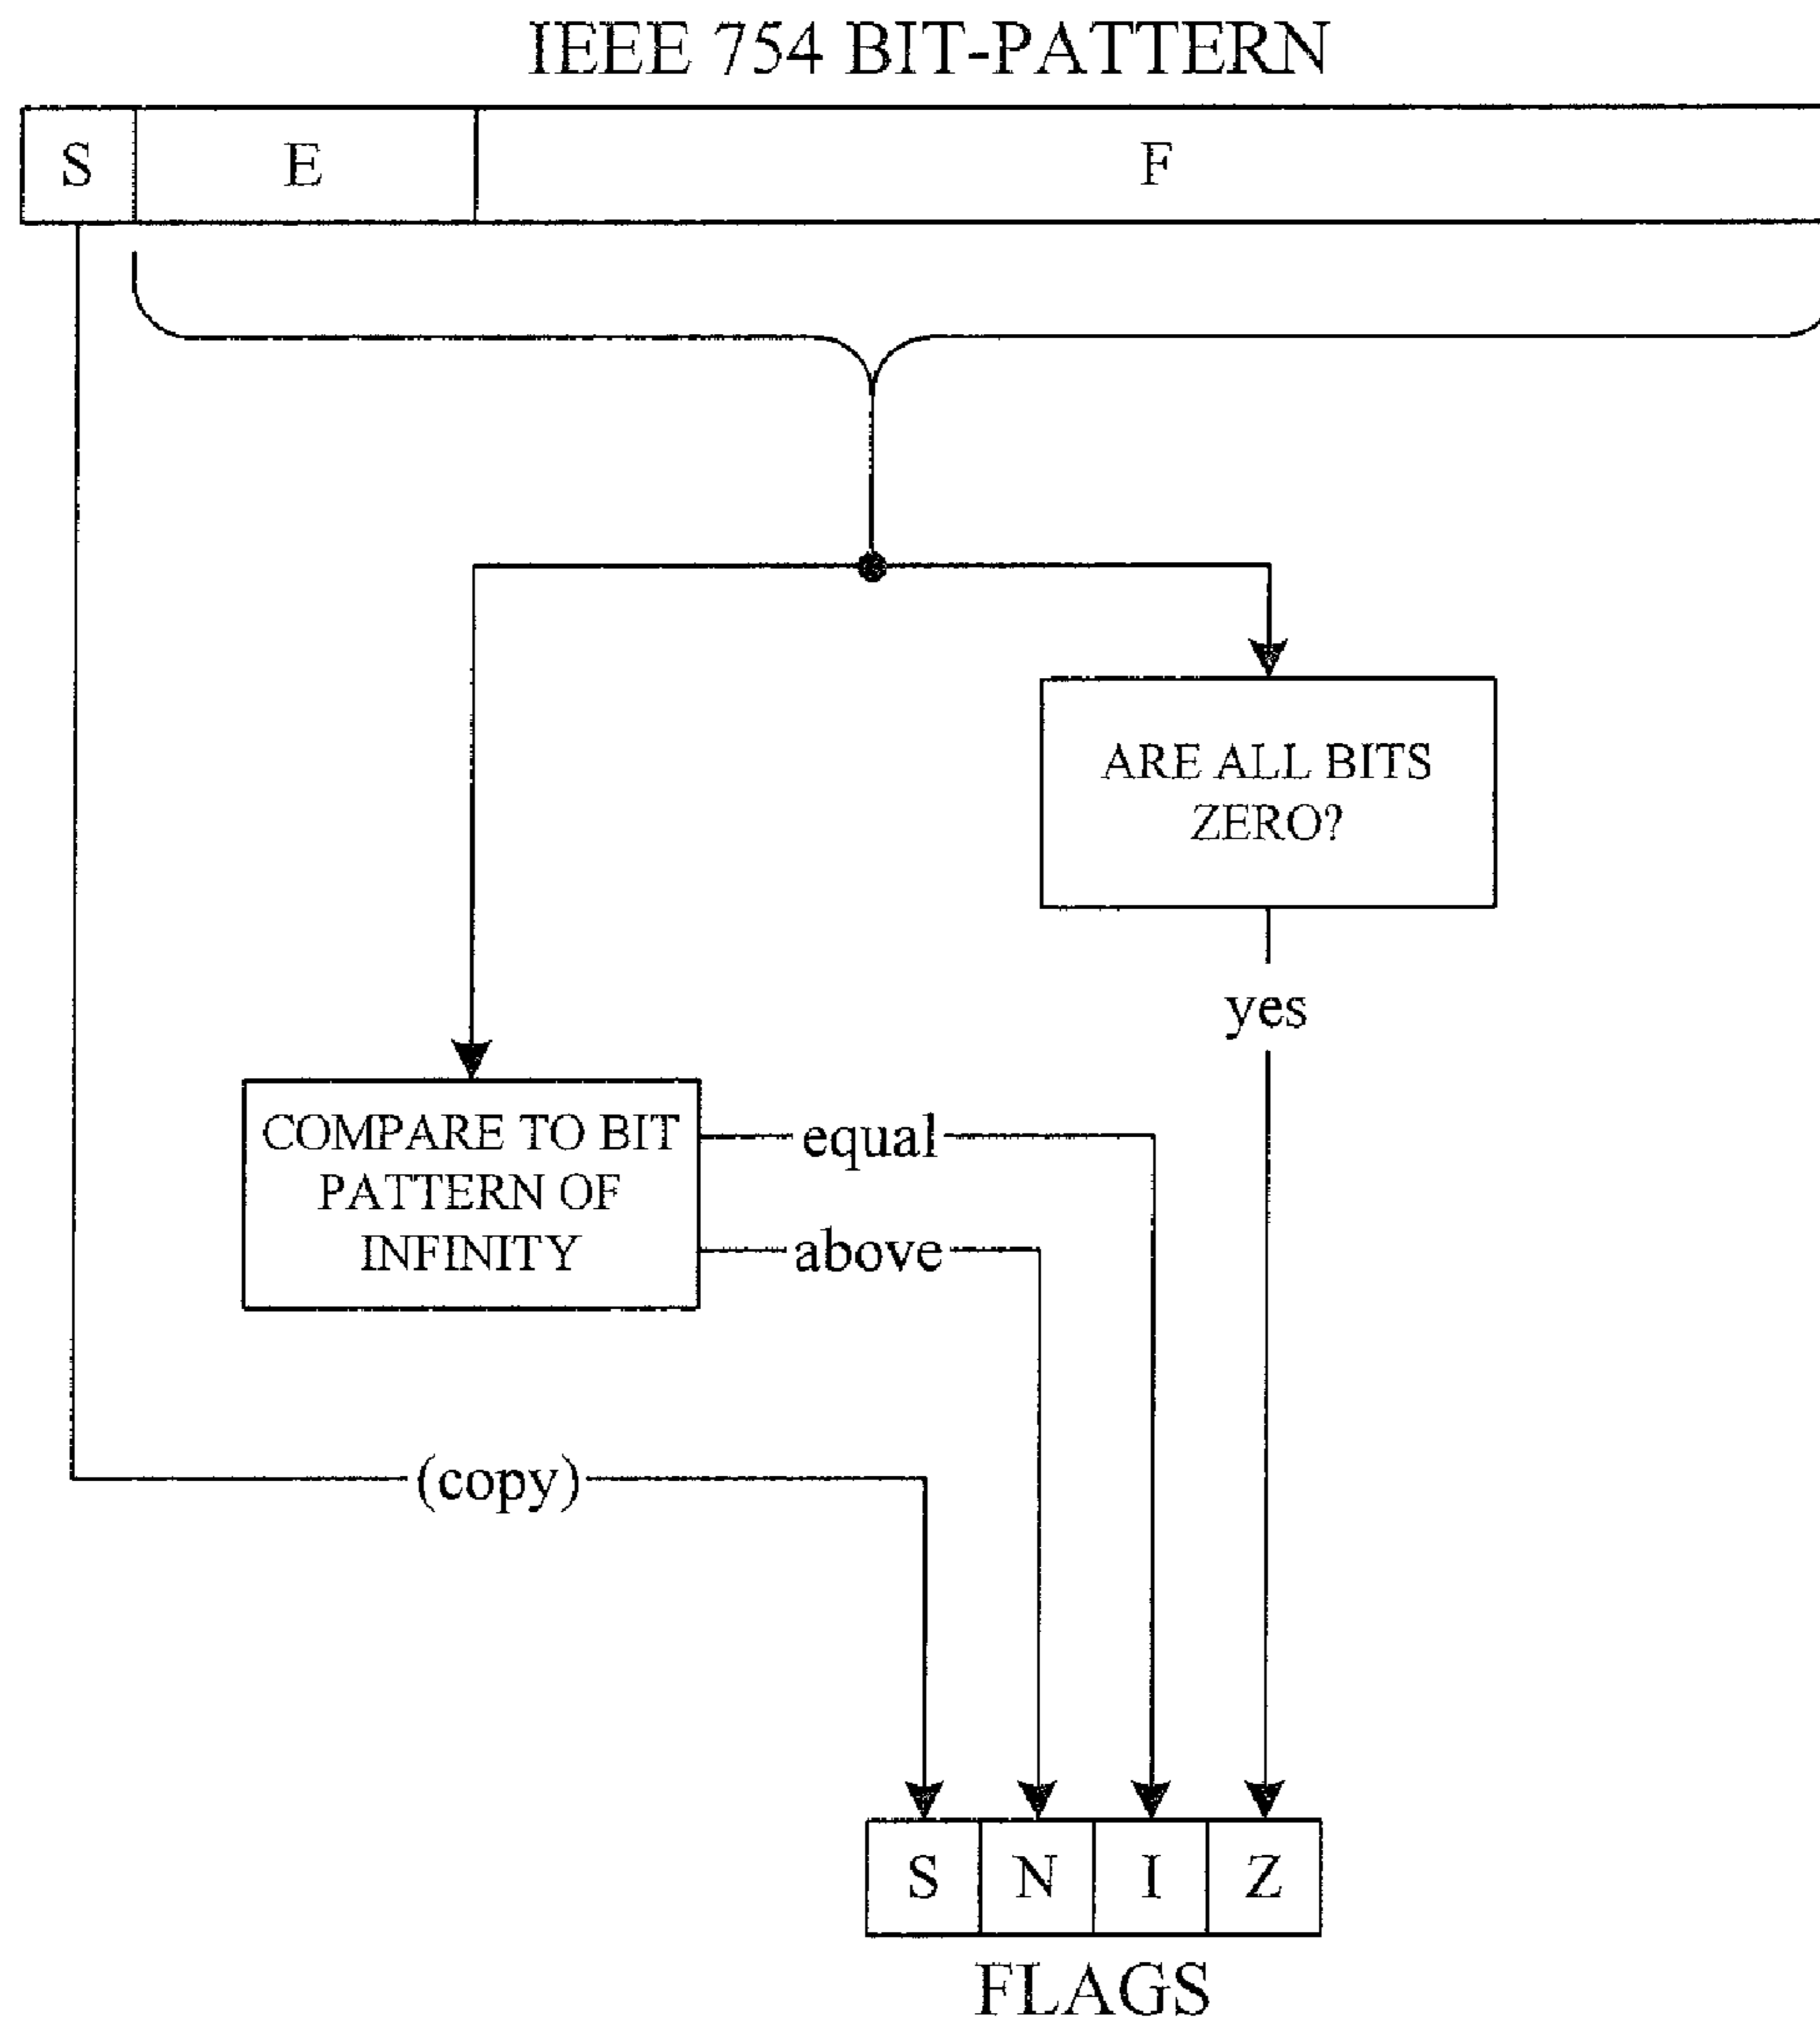 IEEE 754 BIT-PATTERN
S
E
F
ARE ALL BITS
ZERO?
yes
COMPARE TO BIT
PATTERN OF
INFINITY
equal
above
(copy)
S
N
I
Z
FLAGS